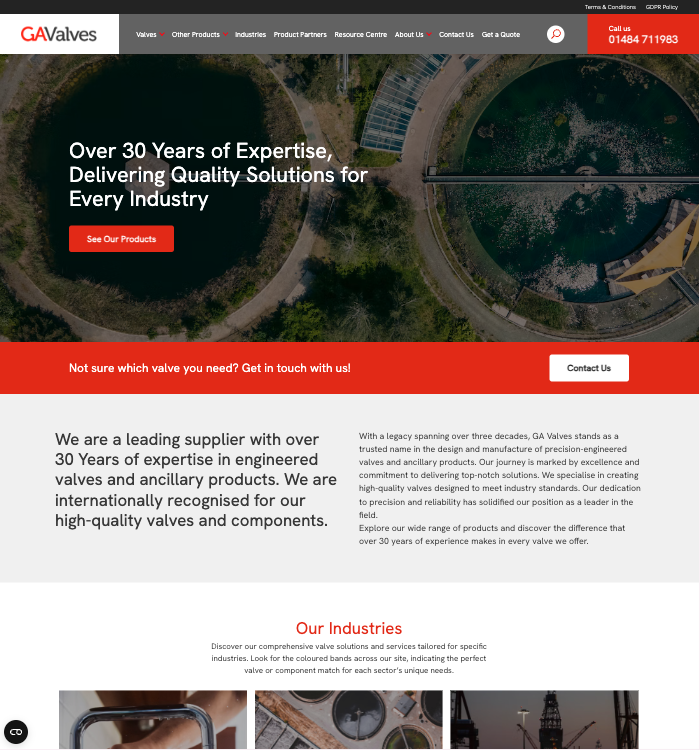 Terms & Conditions GDPR Policy
GAValves
Valves Other Products Industries Product Partners Resource Centre About Us Contact Us Get a Quote
Call us
01484 711983
Over 30 Years of Expertise,
Delivering Quality Solutions for
Every Industry
See Our Products
Not sure which valve you need? Get in touch with us!
Contact Us
We are a leading supplier with over
30 Years of expertise in engineered
valves and ancillary products. We are
internationally recognised for our
high-quality valves and components.
With a legacy spanning over three decades, GA Valves stands as a
trusted name in the design and manufacture of precision-engineered
valves and ancillary products. Our journey is marked by excellence and
commitment to delivering top-notch solutions. We specialise in creating
high-quality valves designed to meet industry standards. Our dedication
to precision and reliability has solidified our position as a leader in the
field.
Explore our wide range of products and discover the difference that
over 30 years of experience makes in every valve we offer.
Our Industries
Discover our comprehensive valve solutions and services tailored for specific
industries. Look for the coloured bands across our site, indicating the perfect
valve or component match for each sector's unique needs.